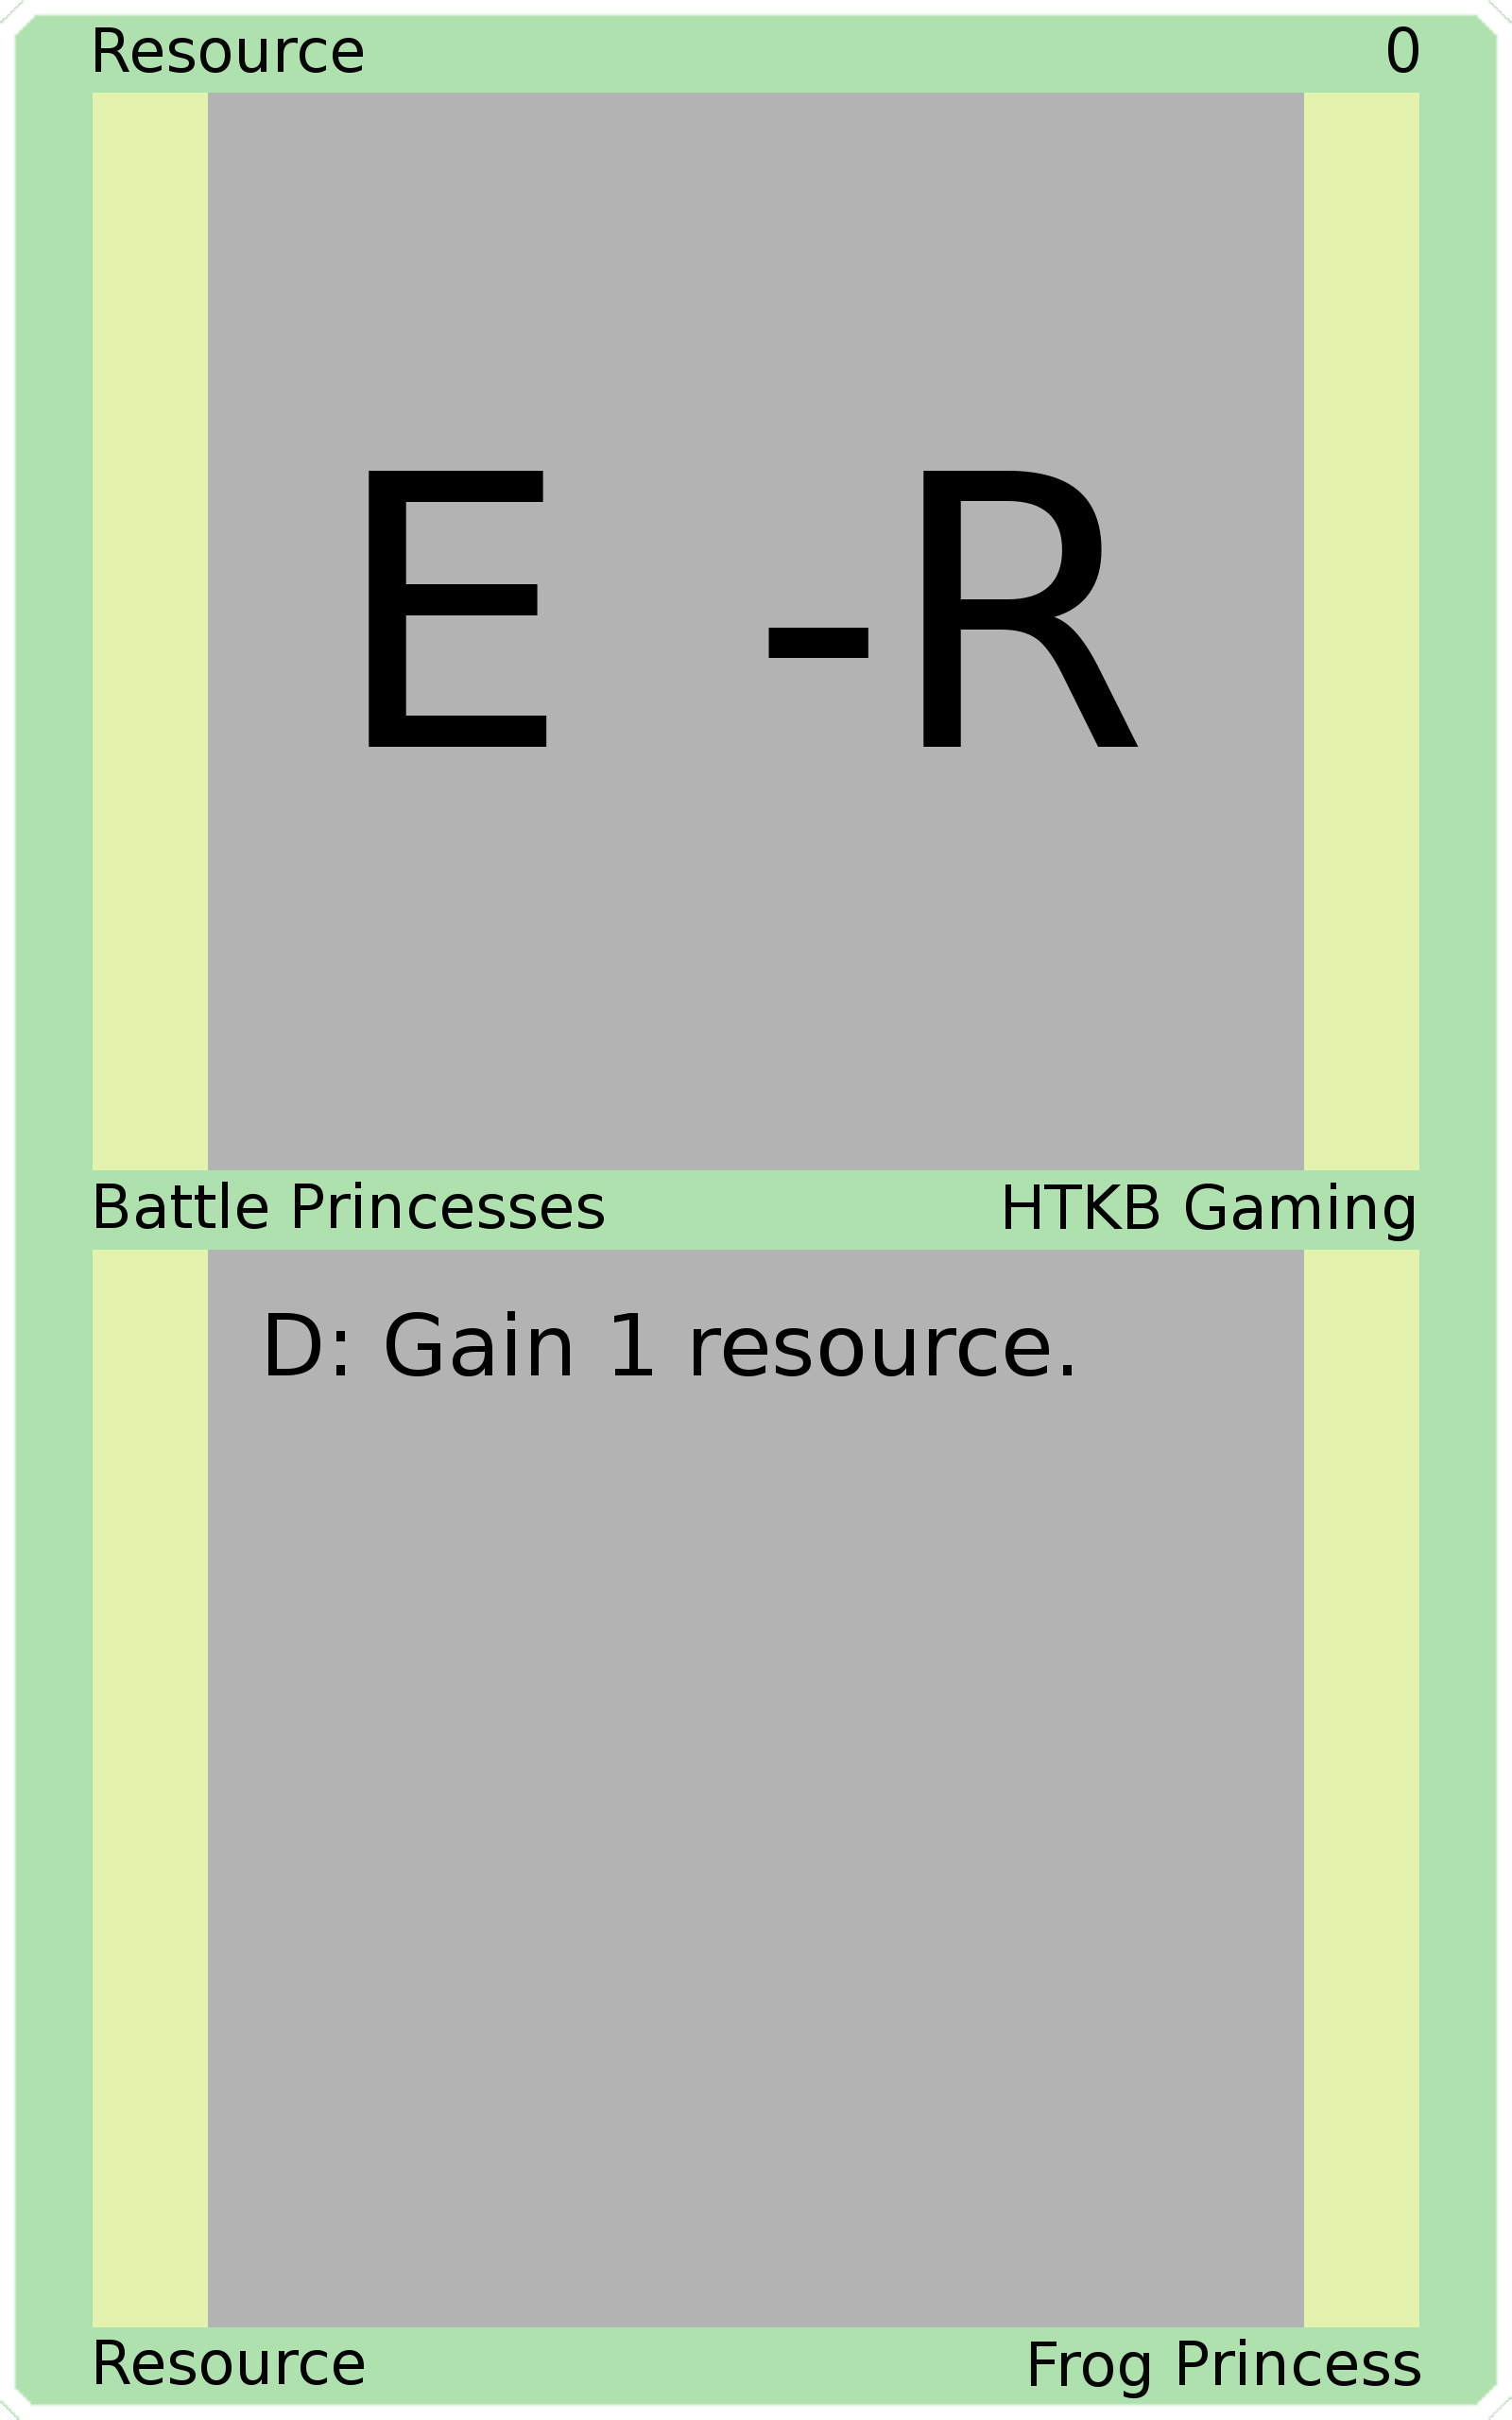 Resource 0
E -R
Battle Princesses HTKB Gaming
D: Gain 1 resource.
Resource Frog Princess